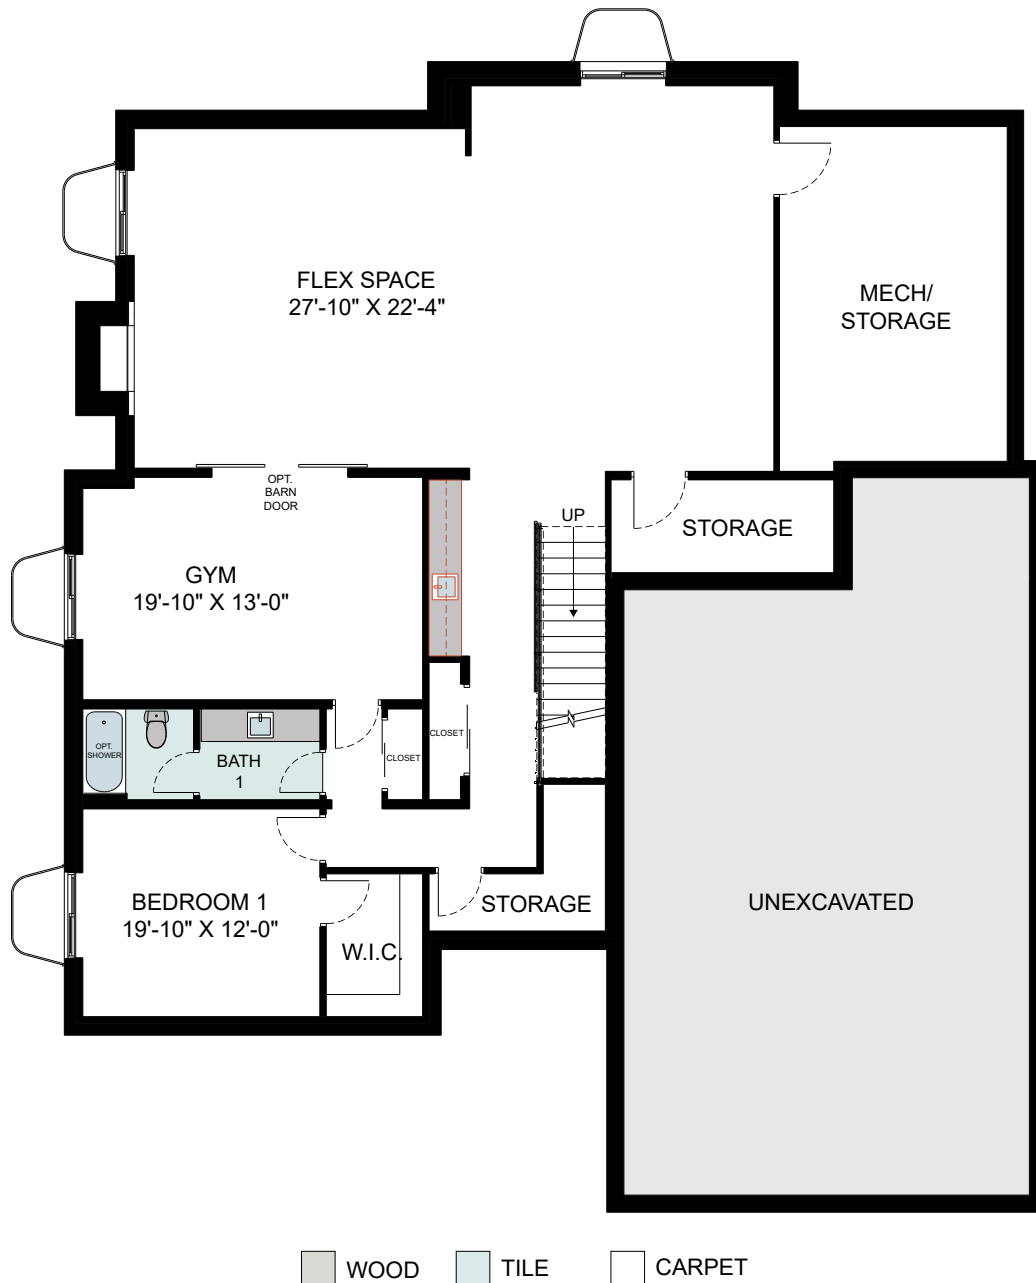 FLEX SPACE
27'-10" X 22'-4"
MECH/
STORAGE
OPT.
BARN
DOOR
UP
STORAGE
GYM
19'-10" X 13'-0"
OPT.
SHOWER
BATH
1
CLOSET
CLOSET
BEDROOM 1
19'-10" X 12'-0"
W.I.C.
STORAGE
UNEXCAVATED
WOOD
TILE
CARPET